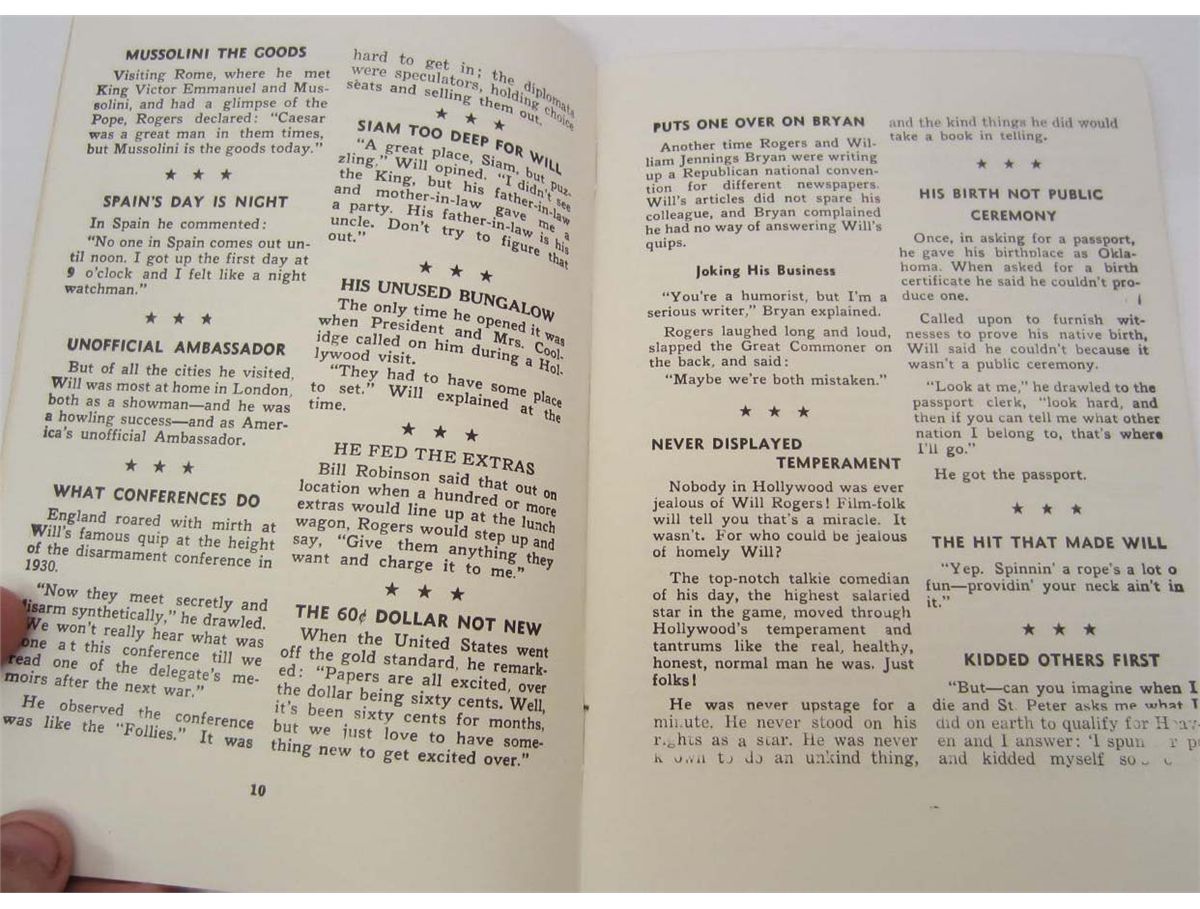 MUSSOLINI THE GOODS
Visiting Rome, where he met
King Victor Emmanuel and Mus-
solini, and had a glimpse of the
Pope, Rogers declared: "Caesar
was a great man in them times,
but Mussolini is the goods today."
★ ★ ★
SPAIN'S DAY IS NIGHT
In Spain he commented:
"No one in Spain comes out un-
til noon. I got up the first day at
9 o'clock and I felt like a night
watchman."
★ ★ ★
UNOFFICIAL AMBASSADOR
But of all the cities he visited,
Will was most at home in London,
both as a showman—and he was
a howling success—and as Amer-
ica's unofficial Ambassador.
★ ★ ★
WHAT CONFERENCES DO
England roared with mirth at
Will's famous quip at the height
of the disarmament conference in
1930.
"Now they meet secretly and
disarm synthetically," he drawled.
"We won't really hear what was
done at this conference till we
read one of the delegate's me-
moirs after the next war."
He observed the conference
was like the "Follies." It was
hard to get in; the diplomats
were speculators, holding choice
seats and selling them out.
★ ★ ★
SIAM TOO DEEP FOR WILL
"A great place, Siam, but puz-
zling," Will opined. "I didn't see
the King, but his father-in-law
and mother-in-law gave me a
a party. His father-in-law is his
uncle. Don't try to figure that
out."
★ ★ ★
HIS UNUSED BUNGALOW
The only time he opened it was
when President and Mrs. Cool-
idge called on him during a Hol-
lywood visit.
"They had to have some place
to set." Will explained at the
time.
★ ★ ★
HE FED THE EXTRAS
Bill Robinson said that out on
location when a hundred or more
extras would line up at the lunch
wagon, Rogers would step up and
say, "Give them anything they
want and charge it to me."
★ ★ ★
THE 60¢ DOLLAR NOT NEW
When the United States went
off the gold standard, he remark-
ed: "Papers are all excited, over
the dollar being sixty cents. Well,
it's been sixty cents for months,
but we just love to have some-
thing new to get excited over."
10
PUTS ONE OVER ON BRYAN
Another time Rogers and Wil-
liam Jennings Bryan were writing
up a Republican national conven-
tion for different newspapers.
Will's articles did not spare his
colleague, and Bryan complained
he had no way of answering Will's
quips.
Joking His Business
"You're a humorist, but I'm a
serious writer," Bryan explained.
Rogers laughed long and loud,
slapped the Great Commoner on
the back, and said:
"Maybe we're both mistaken."
★ ★ ★
NEVER DISPLAYED
TEMPERAMENT
Nobody in Hollywood was ever
jealous of Will Rogers! Film-folk
will tell you that's a miracle. It
wasn't. For who could be jealous
of homely Will?
The top-notch talkie comedian
of his day, the highest salaried
star in the game, moved through
Hollywood's temperament and
tantrums like the real, healthy,
honest, normal man he was. Just
folks!
He was never upstage for a
minute. He never stood on his
rights as a star. He was never
known to do an unkind thing,
and the kind things he did would
take a book in telling.
★ ★ ★
HIS BIRTH NOT PUBLIC
CEREMONY
Once, in asking for a passport,
he gave his birthplace as Okla-
homa. When asked for a birth
certificate he said he couldn't pro-
duce one.
Called upon to furnish wit-
nesses to prove his native birth,
Will said he couldn't because it
wasn't a public ceremony.
"Look at me," he drawled to the
passport clerk, "look hard, and
then if you can tell me what other
nation I belong to, that's where
I'll go."
He got the passport.
★ ★ ★
THE HIT THAT MADE WILL
"Yep. Spinnin' a rope's a lot o
fun—providin' your neck ain't in
it."
★ ★ ★
KIDDED OTHERS FIRST
"But—can you imagine when I
die and St. Peter asks me what I
did on earth to qualify for Heav-
en and I answer: 'I spun
and kidded myself